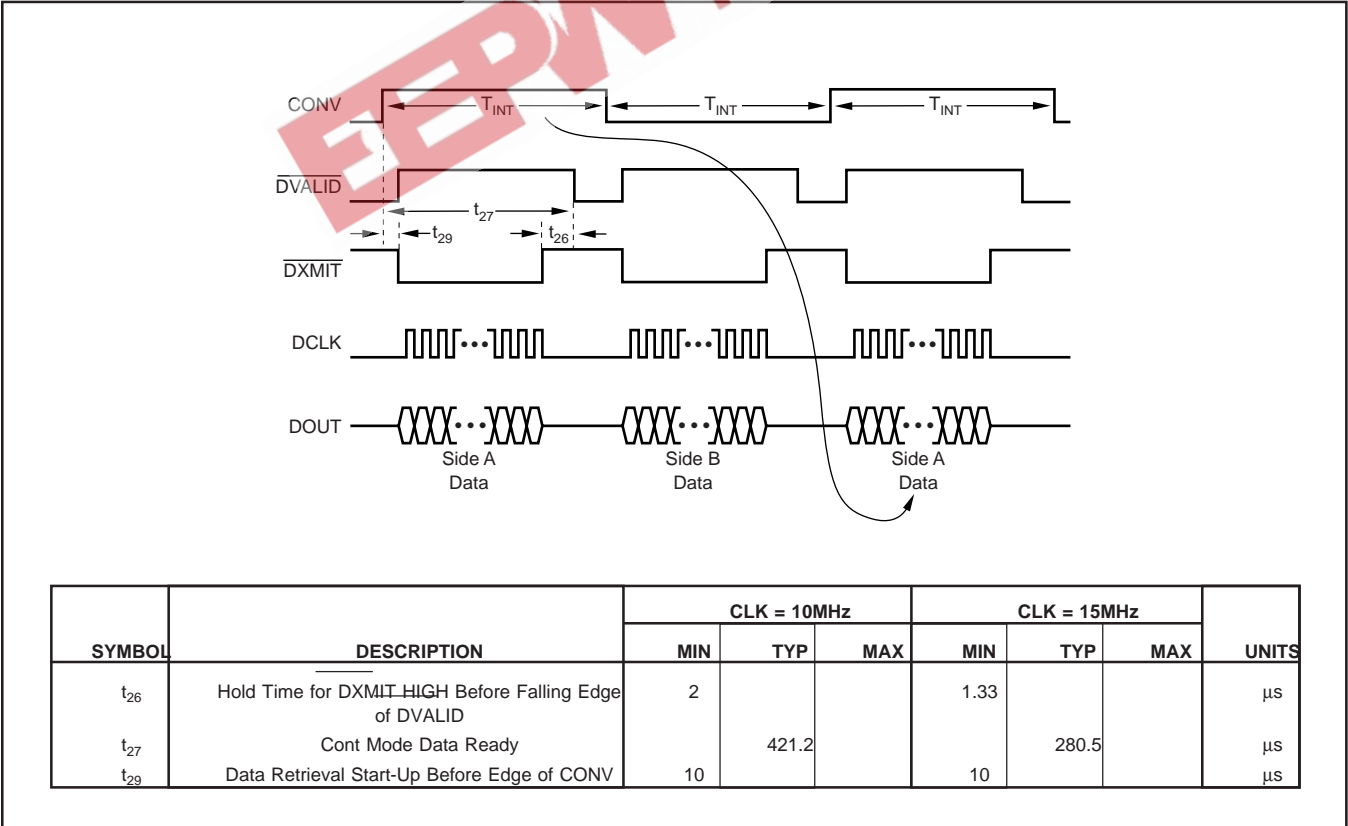 EEPW
CONV
T_INT T_INT T_INT
DVALID
t27
t29 t26
DXMIT
DCLK
DOUT
Side A Side B Side A
Data Data Data
CLK = 10MHz CLK = 15MHz
SYMBOL DESCRIPTION MIN TYP MAX MIN TYP MAX UNITS
t26 Hold Time for DXMIT HIGH Before Falling Edge 2 1.33 μs
of DVALID
t27 Cont Mode Data Ready 421.2 280.5 μs
t29 Data Retrieval Start-Up Before Edge of CONV 10 10 μs